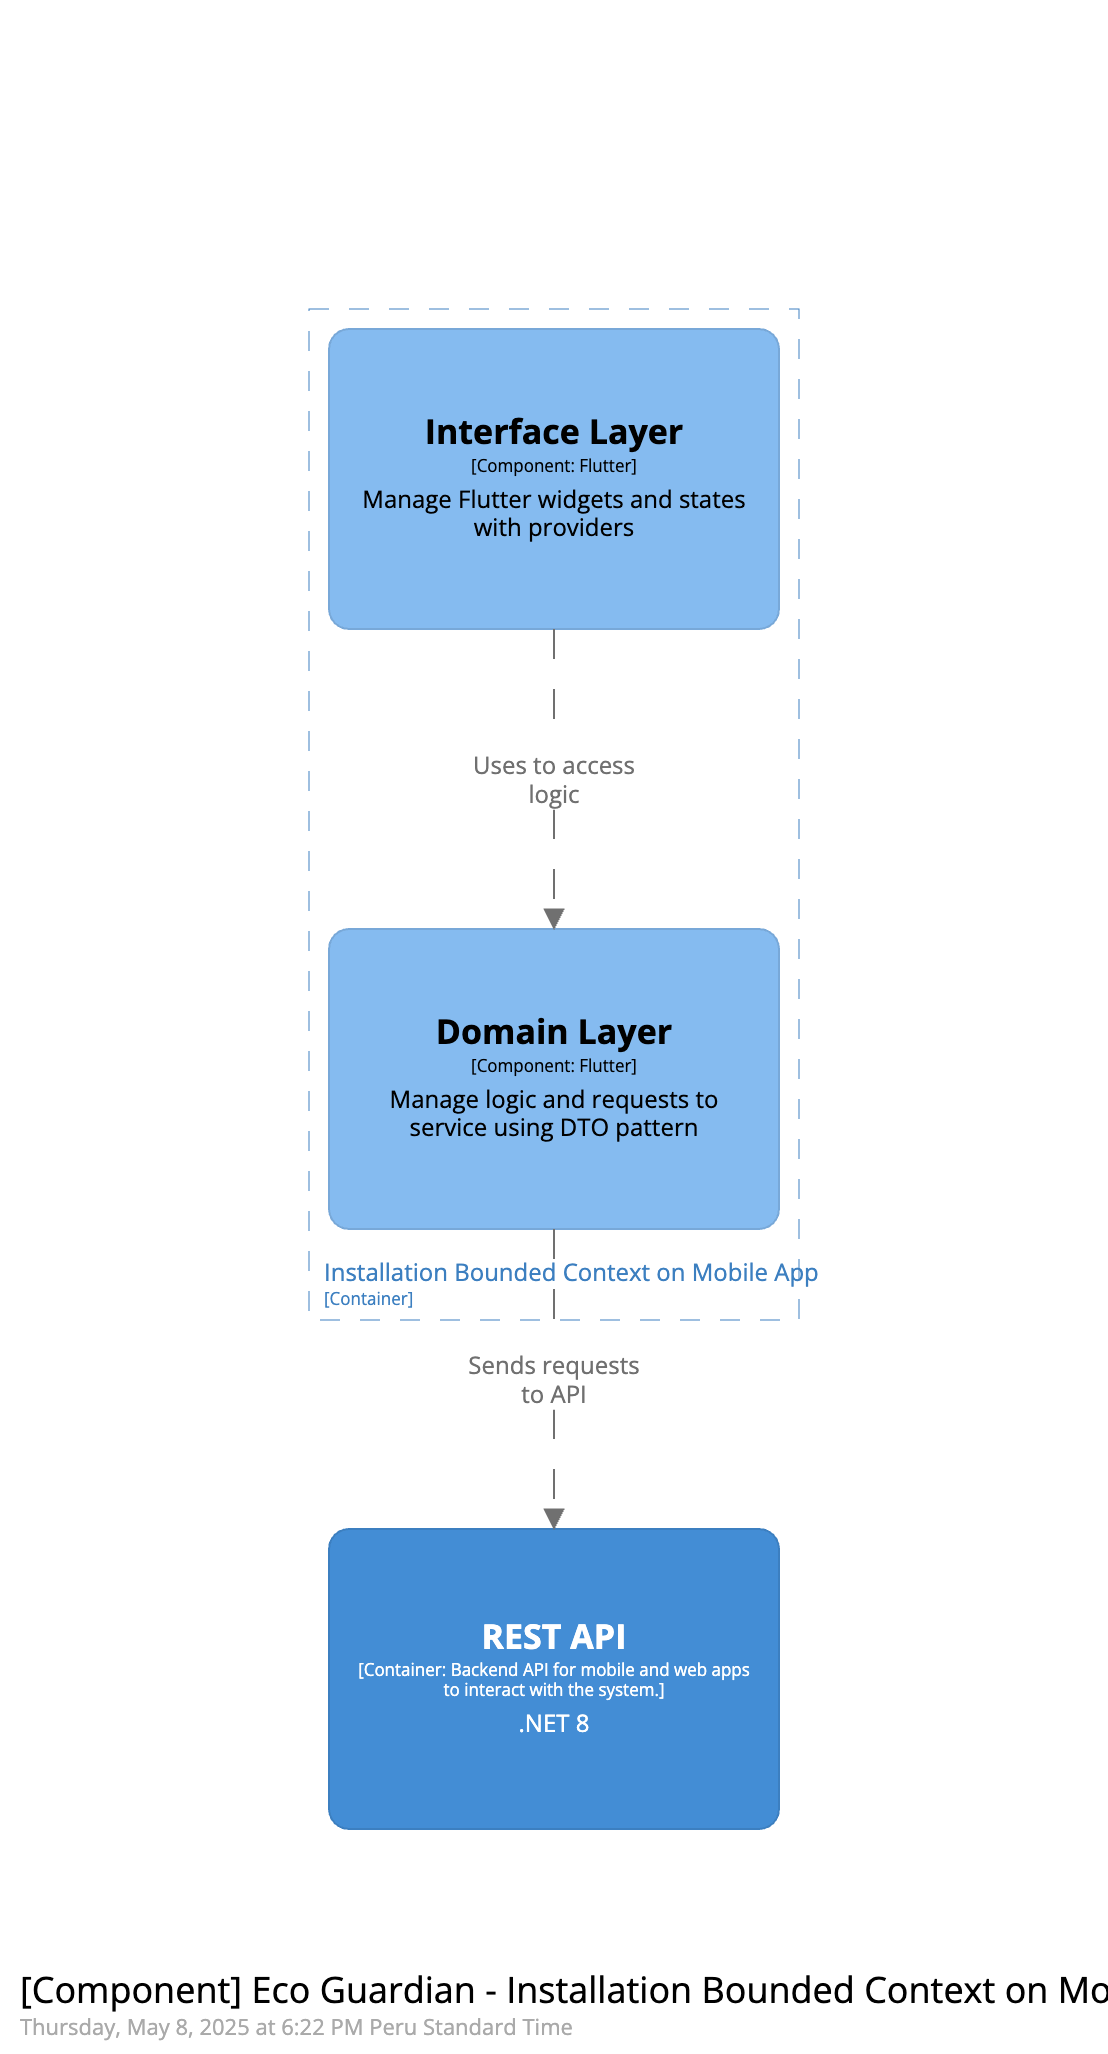 Interface Layer
[Component: Flutter]
Manage Flutter widgets and states
with providers
Uses to access
logic
Domain Layer
[Component: Flutter]
Manage logic and requests to
service using DTO pattern
Installation Bounded Context on Mobile App
[Container]
Sends requests
to API
REST API
[Container: Backend API for mobile and web apps
to interact with the system.]
.NET 8
[Component] Eco Guardian - Installation Bounded Context on Mo
Thursday, May 8, 2025 at 6:22 PM Peru Standard Time